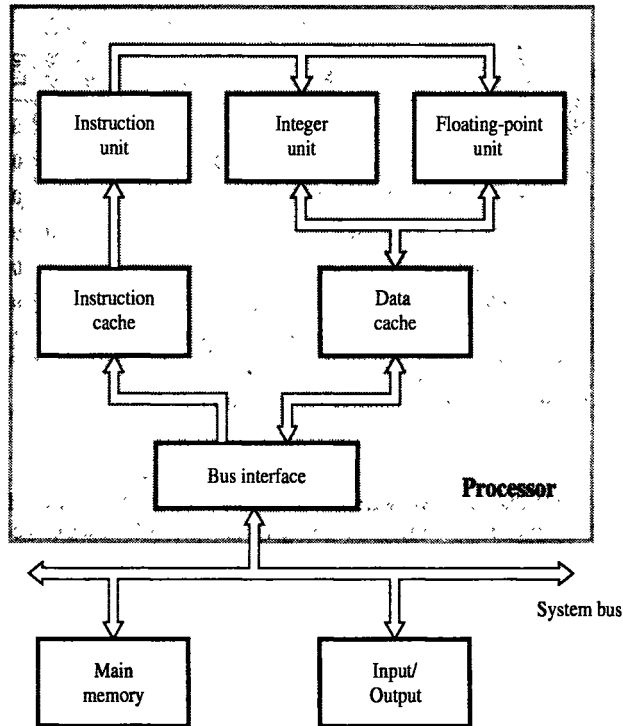 Instruction
unit
Integer
unit
Floating-point
unit
Instruction
cache
Data
cache
Bus interface
Processor
System bus
Main
memory
Input/
Output